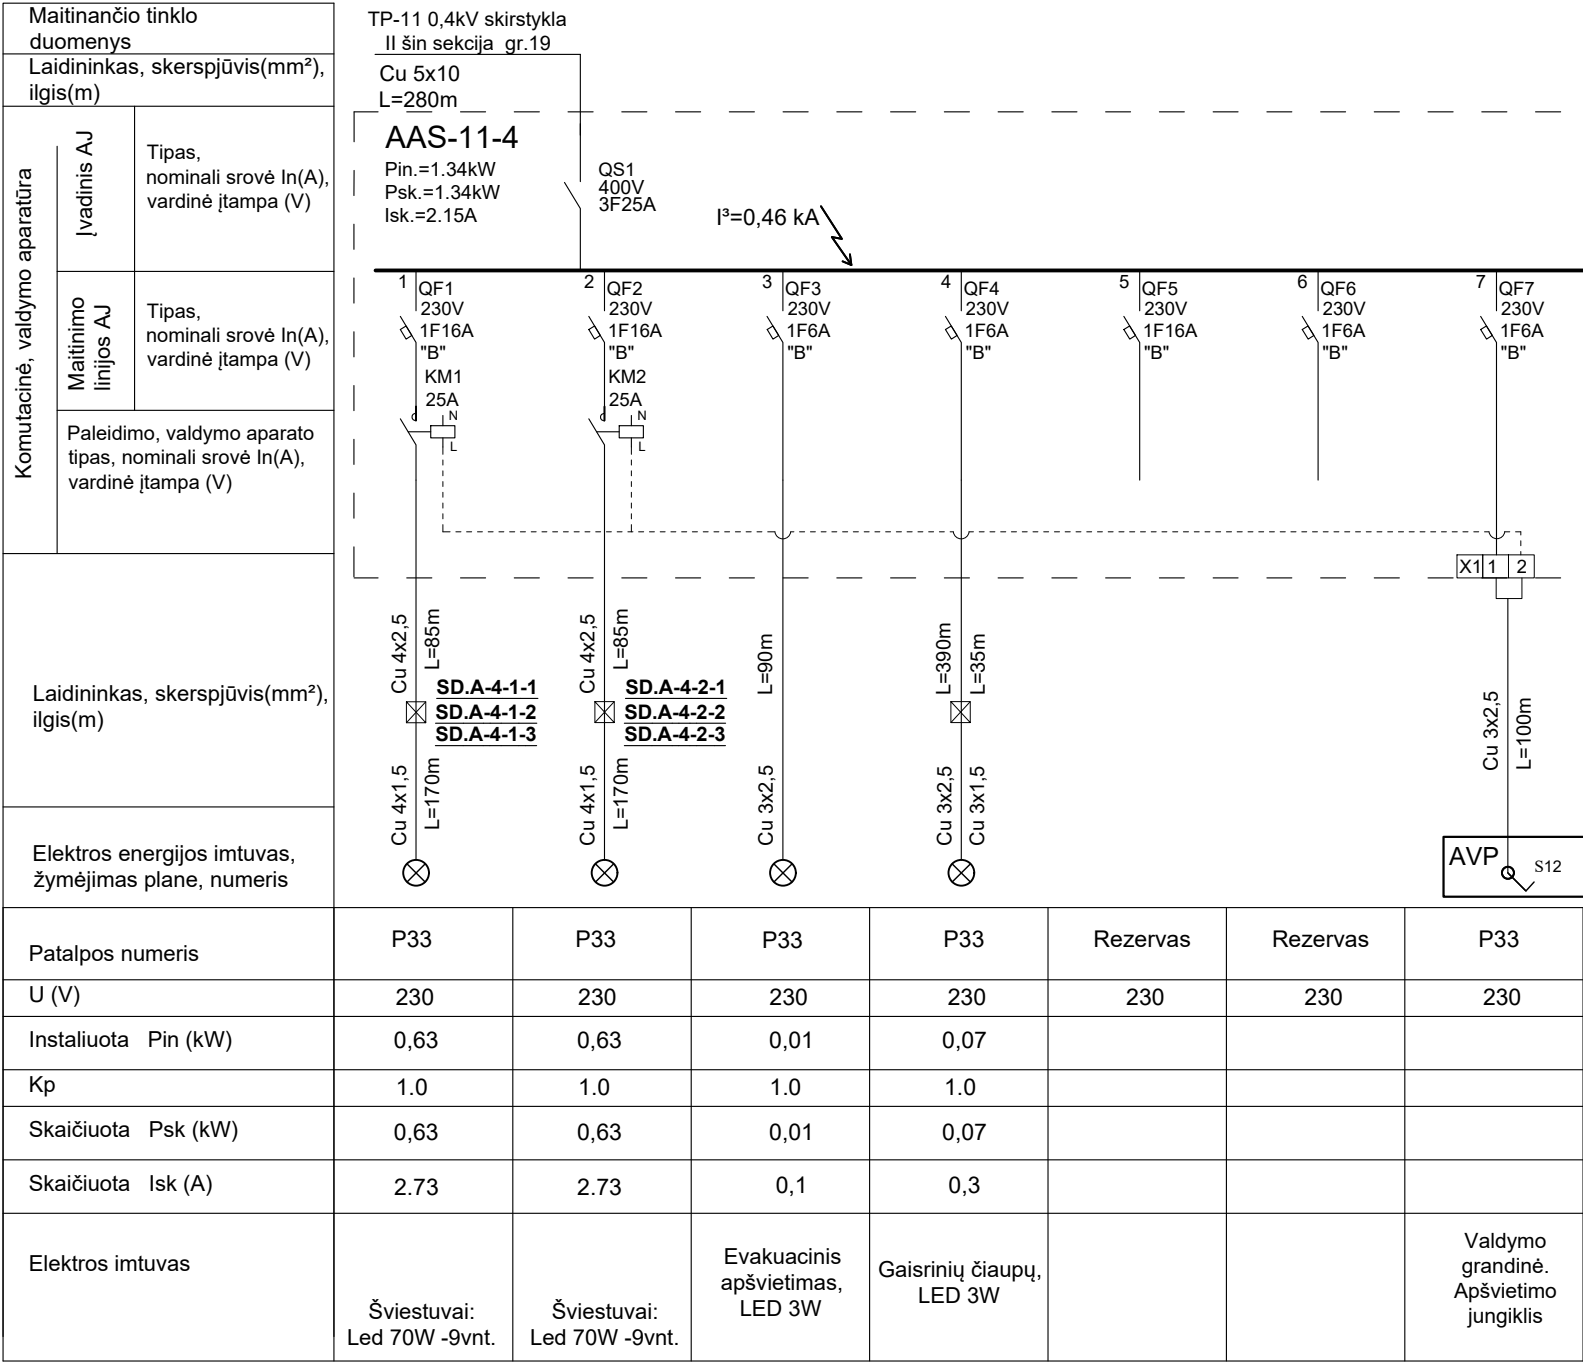 Maitinančio tinklo
duomenys
Laidininkas, skerspjūvis(mm²),
ilgis(m)
TP-11 0,4kV skirstykla
II šin sekcija gr.19
Cu 5x10
L=280m
Komutacinė, valdymo aparatūra
Įvadinis AJ
Tipas,
nominali srovė In(A),
vardinė įtampa (V)
AAS-11-4
Pin.=1.34kW
Psk.=1.34kW
Isk.=2.15A
QS1
400V
3F25A
I³=0,46 kA
Maitinimo
linijos AJ
Tipas,
nominali srovė In(A),
vardinė įtampa (V)
1
QF1
230V
1F16A
"B"
KM1
25A
N
L
2
QF2
230V
1F16A
"B"
KM2
25A
N
L
3
QF3
230V
1F6A
"B"
4
QF4
230V
1F6A
"B"
5
QF5
230V
1F16A
"B"
6
QF6
230V
1F6A
"B"
7
QF7
230V
1F6A
"B"
Paleidimo, valdymo aparato
tipas, nominali srovė In(A),
vardinė įtampa (V)
X1 1 2
Laidininkas, skerspjūvis(mm²),
ilgis(m)
Cu 4x2,5
L=85m
SD.A-4-1-1
SD.A-4-1-2
SD.A-4-1-3
Cu 4x1,5
L=170m
Cu 4x2,5
L=85m
SD.A-4-2-1
SD.A-4-2-2
SD.A-4-2-3
Cu 4x1,5
L=170m
L=90m
Cu 3x2,5
L=390m
L=35m
Cu 3x2,5
Cu 3x1,5
Cu 3x2,5
L=100m
Elektros energijos imtuvas,
žymėjimas plane, numeris
AVP
S12
Patalpos numeris P33 P33 P33 P33 Rezervas Rezervas P33
U (V) 230 230 230 230 230 230 230
Instaliuota Pin (kW) 0,63 0,63 0,01 0,07
Kp 1.0 1.0 1.0 1.0
Skaičiuota Psk (kW) 0,63 0,63 0,01 0,07
Skaičiuota Isk (A) 2.73 2.73 0,1 0,3
Elektros imtuvas
Šviestuvai:
Led 70W -9vnt.
Šviestuvai:
Led 70W -9vnt.
Evakuacinis
apšvietimas,
LED 3W
Gaisrinių čiaupų,
LED 3W
Valdymo
grandinė.
Apšvietimo
jungiklis